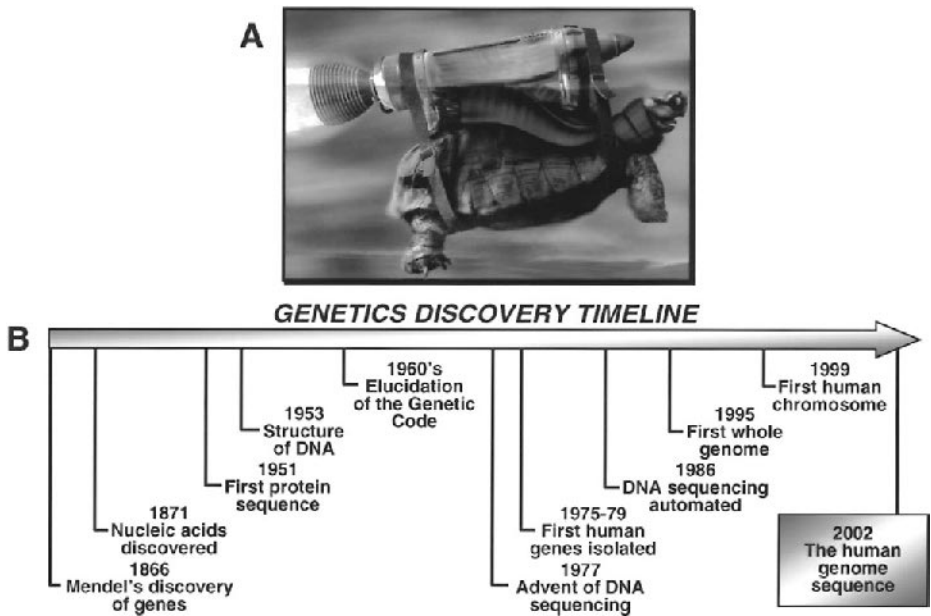 A
GENETICS DISCOVERY TIMELINE
B
1866
Mendel's discovery
of genes
1871
Nucleic acids
discovered
1951
First protein
sequence
1953
Structure
of DNA
1960's
Elucidation
of the Genetic
Code
1977
Advent of DNA
sequencing
1975-79
First human
genes isolated
1986
DNA sequencing
automated
1995
First whole
genome
1999
First human
chromosome
2002
The human
genome
sequence